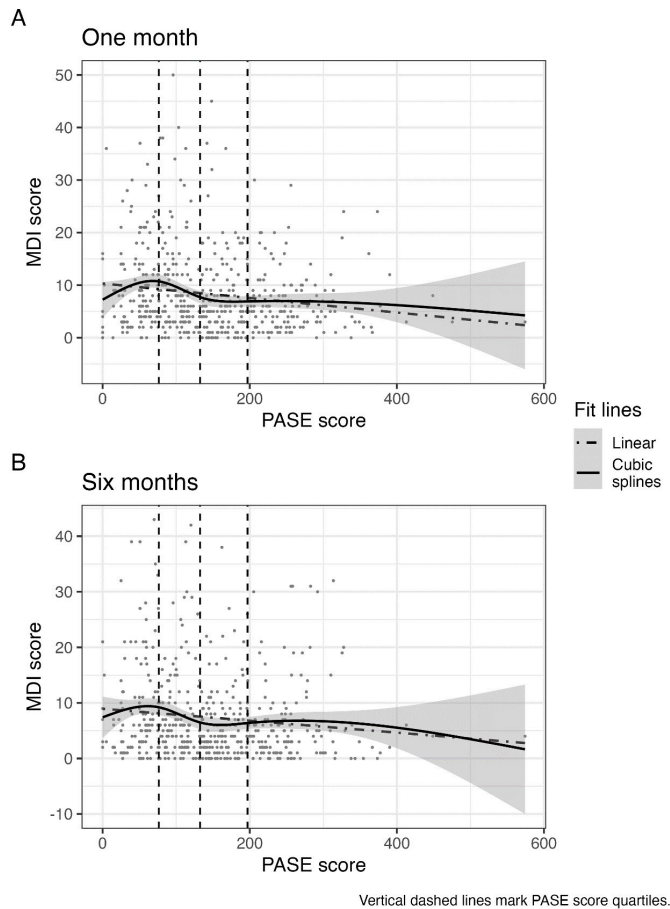 A
One month
50
40
30
20
10
0
MDI score
0 200 400 600
PASE score
Fit lines
Linear
Cubic
splines
B
Six months
40
30
20
10
0
-10
MDI score
0 200 400 600
PASE score
Vertical dashed lines mark PASE score quartiles.